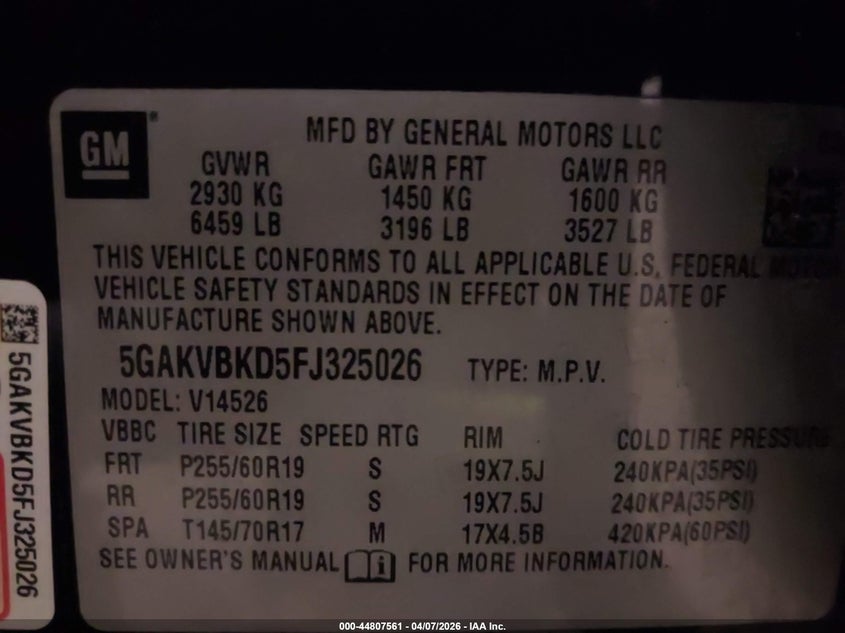 GM
MFD BY GENERAL MOTORS LLC
GVWR GAWR FRT GAWR RR
2930 KG 1450 KG 1600 KG
6459 LB 3196 LB 3527 LB
THIS VEHICLE CONFORMS TO ALL APPLICABLE U.S. FEDERAL MOTOR
VEHICLE SAFETY STANDARDS IN EFFECT ON THE DATE OF
MANUFACTURE SHOWN ABOVE.
5GAKVBKD5FJ325026 TYPE: M.P.V.
MODEL: V14526
VBBC TIRE SIZE SPEED RTG RIM COLD TIRE PRESSURE
FRT P255/60R19 S 19X7.5J 240KPA(35PSI)
RR P255/60R19 S 19X7.5J 240KPA(35PSI)
SPA T145/70R17 M 17X4.5B 420KPA(60PSI)
SEE OWNER'S MANUAL FOR MORE INFORMATION.
5GAKVBKD5FJ325026
000-44807561 - 04/07/2026 - IAA Inc.